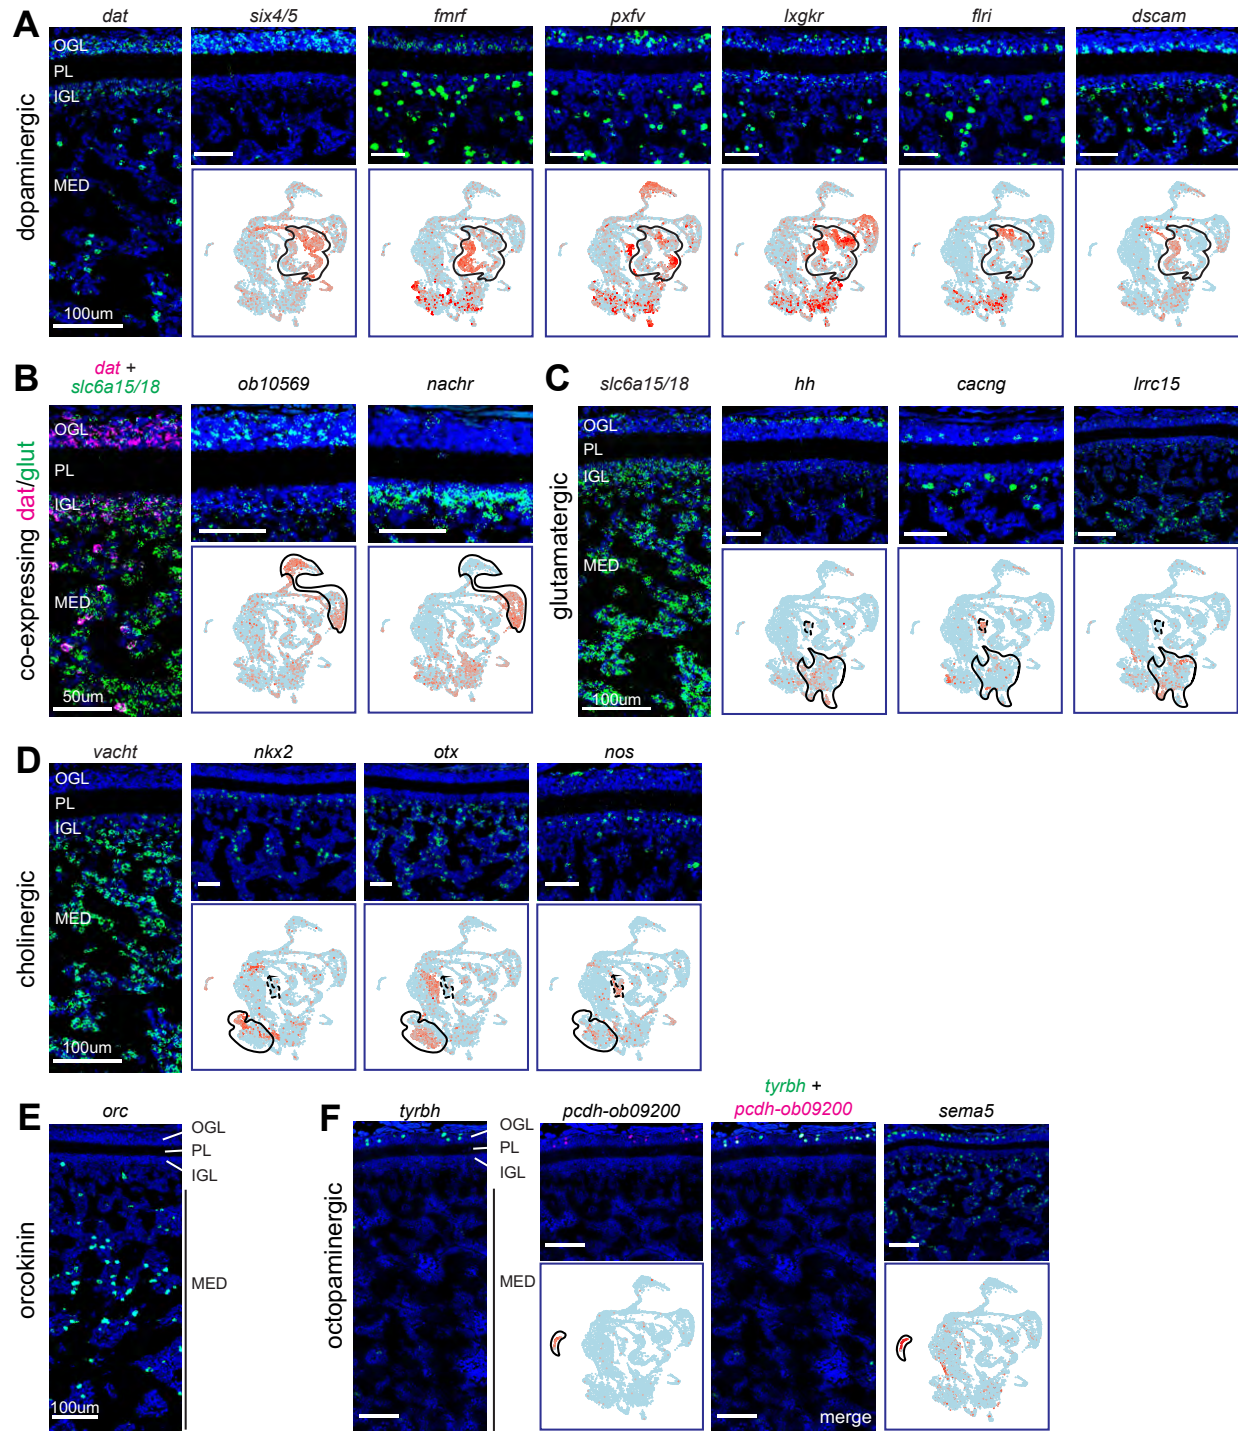 A
dat
six4/5
fmrf
pxfv
lxgkr
flri
dscam
dopaminergic
OGL
PL
IGL
MED
100um
B
dat +
slc6a15/18
ob10569
nachr
co-expressing dat/glut
OGL
PL
IGL
MED
50um
C
slc6a15/18
hh
cacng
lrrc15
glutamatergic
OGL
PL
IGL
MED
100um
D
vacht
nkx2
otx
nos
cholinergic
OGL
PL
IGL
MED
100um
E
orc
orcokinin
OGL
PL
IGL
MED
100um
F
tyrbh
pcdh-ob09200
tyrbh +
pcdh-ob09200
sema5
octopaminergic
OGL
PL
IGL
MED
merge